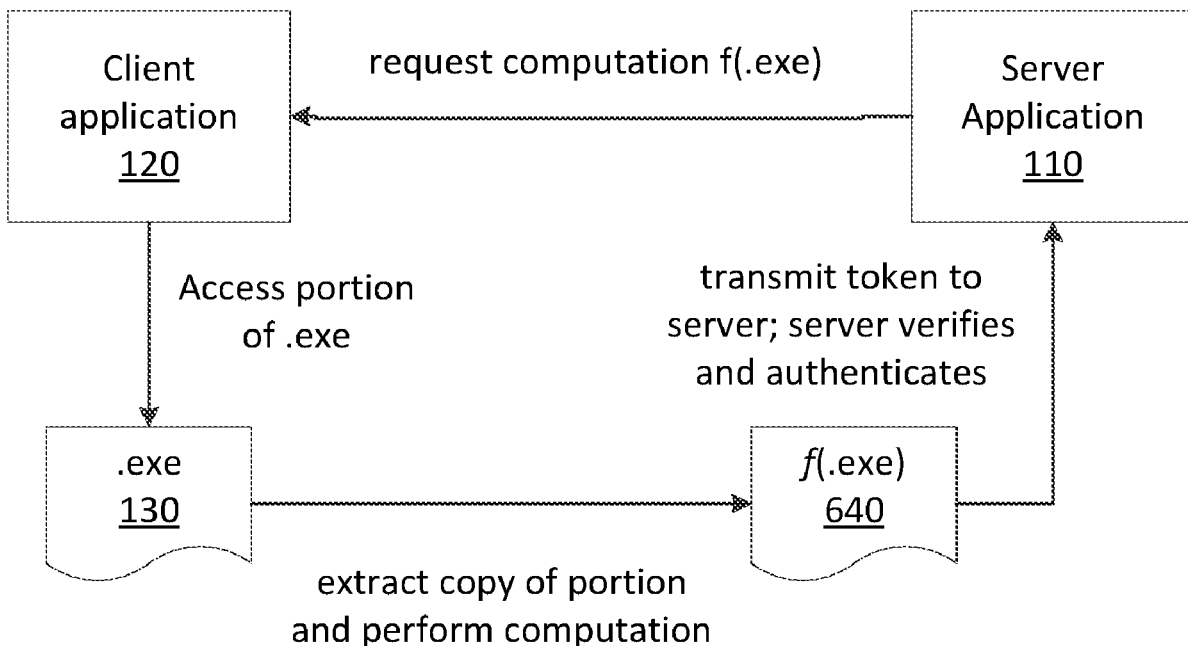 Client
application
120
request computation f(.exe)
Server
Application
110
Access portion
of .exe
transmit token to
server; server verifies
and authenticates
.exe
130
f(.exe)
640
extract copy of portion
and perform computation